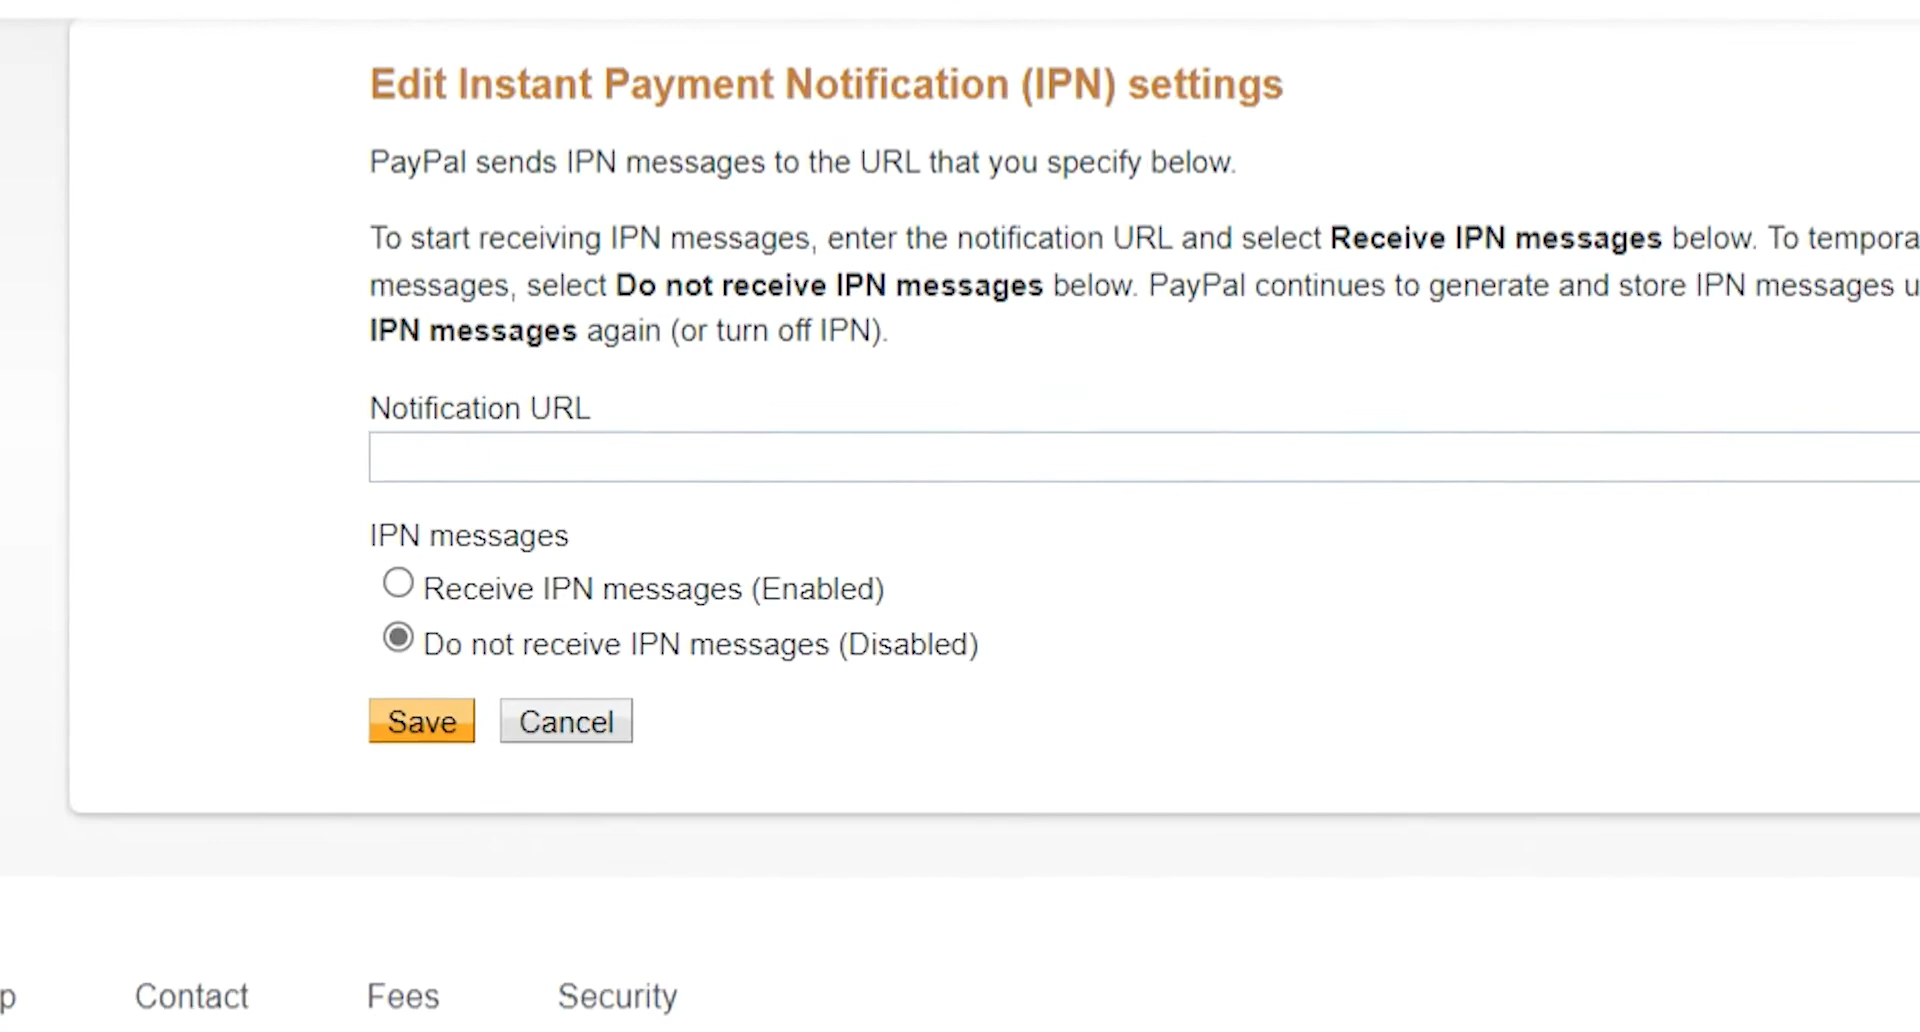 Edit Instant Payment Notification (IPN) settings
PayPal sends IPN messages to the URL that you specify below.
To start receiving IPN messages, enter the notification URL and select Receive IPN messages below. To
messages, select Do not receive IPN messages below. PayPal continues to generate and store IPN messages
IPN messages again (or turn off IPN).
Notification URL
IPN messages
Receive IPN messages (Enabled)
Do not receive IPN messages (Disabled)
Save Cancel
Contact Fees Security